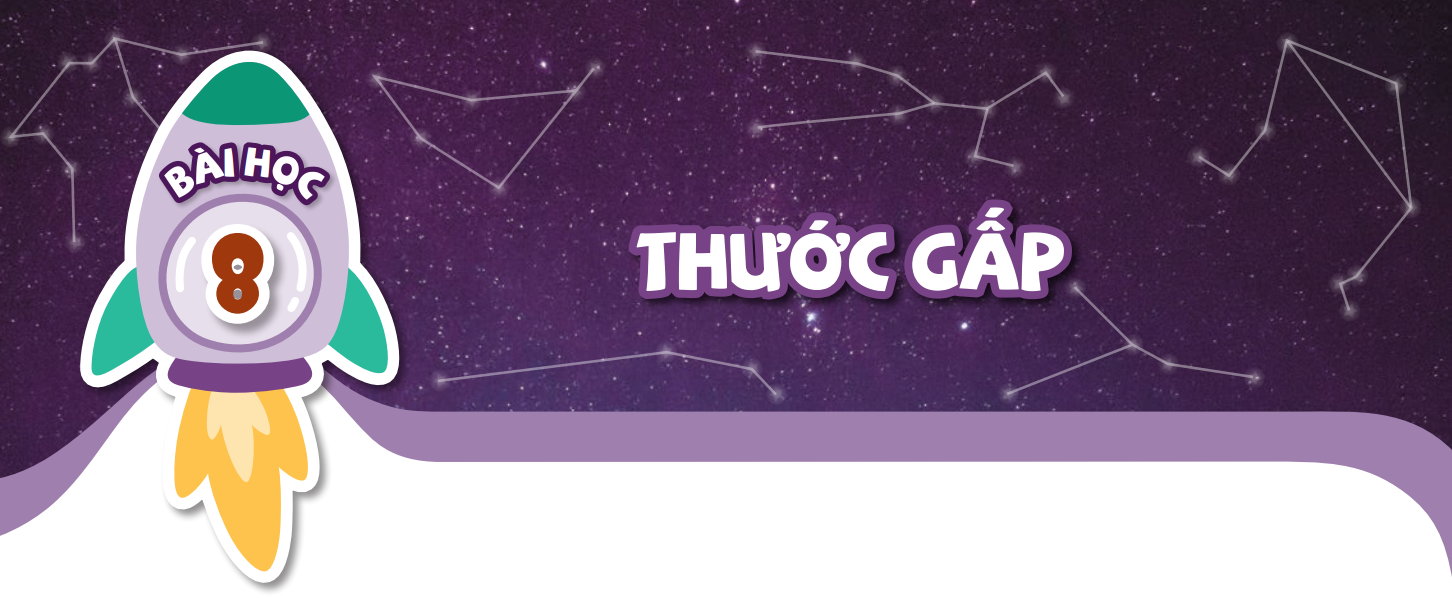 BÀI HỌC
8
THƯỚC GẤP